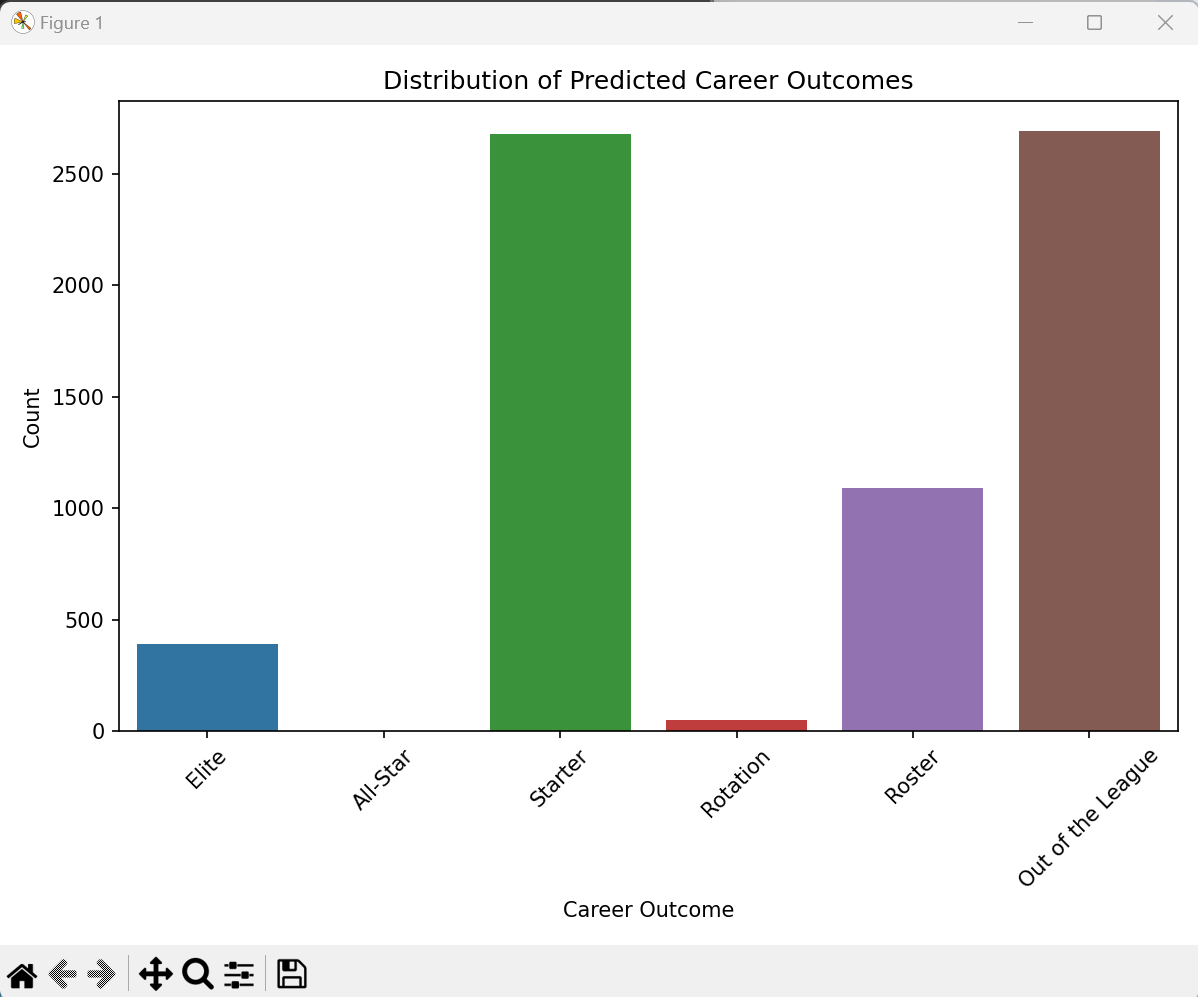 Figure 1
Distribution of Predicted Career Outcomes
Count
2500
2000
1500
1000
500
0
Elite
All-Star
Starter
Rotation
Roster
Out of the League
Career Outcome